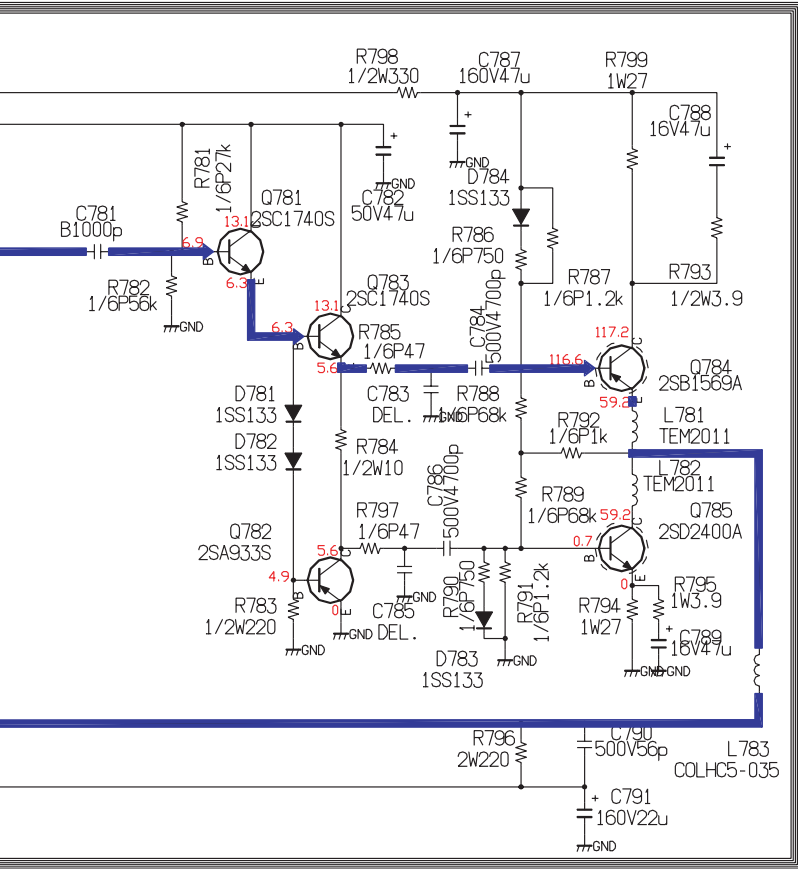 R798
1/2W330
C787
160V47u
R799
1W27
C788
16V47u
+
+
+
GND
R781
1/6P27k
GND
C782
50V47u
D784
1SS133
Q781
2SC1740S
13.1
C781
B1000p
6.9
B
E
6.3
R786
1/6P750
R782
1/6P56k
GND
Q783
2SC1740S
13.1
C
C784
500V4700p
R787
1/6P1.2k
R793
1/2W3.9
6.3
B
R785
1/6P47
5.6
117.2
C
116.6
B
Q784
2SB1569A
59.2
E
D781
1SS133
C783
DEL.
GND
R788
1/6P68k
L781
TEM2011
R792
1/6P1k
D782
1SS133
R784
1/2W10
C786
500V4700p
L782
TEM2011
R789
1/6P68k
R797
1/6P47
59.2
C
Q785
2SD2400A
Q782
2SA933S
5.6
C
0.7
B
4.9
B
0
E
0
E
R783
1/2W220
GND
GND
GND
C785
DEL.
R790
1/6P750
R791
1/6P1.2k
R794
1W27
R795
1W3.9
+
C789
16V47u
D783
1SS133
GND
GND
GND
R796
2W220
C790
500V56p
L783
COLHC5-035
+
C791
160V22u
GND